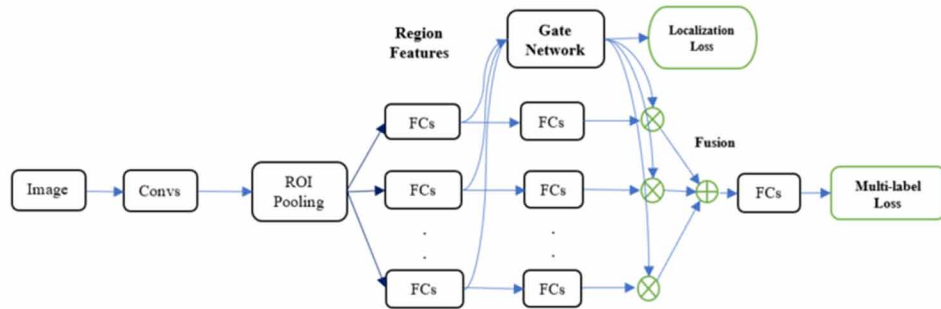 Region
Features
Gate
Network
Localization
Loss
FCs
FCs
Fusion
Image
Convs
ROI
Pooling
FCs
FCs
FCs
Multi-label
Loss
.
.
.
.
FCs
FCs